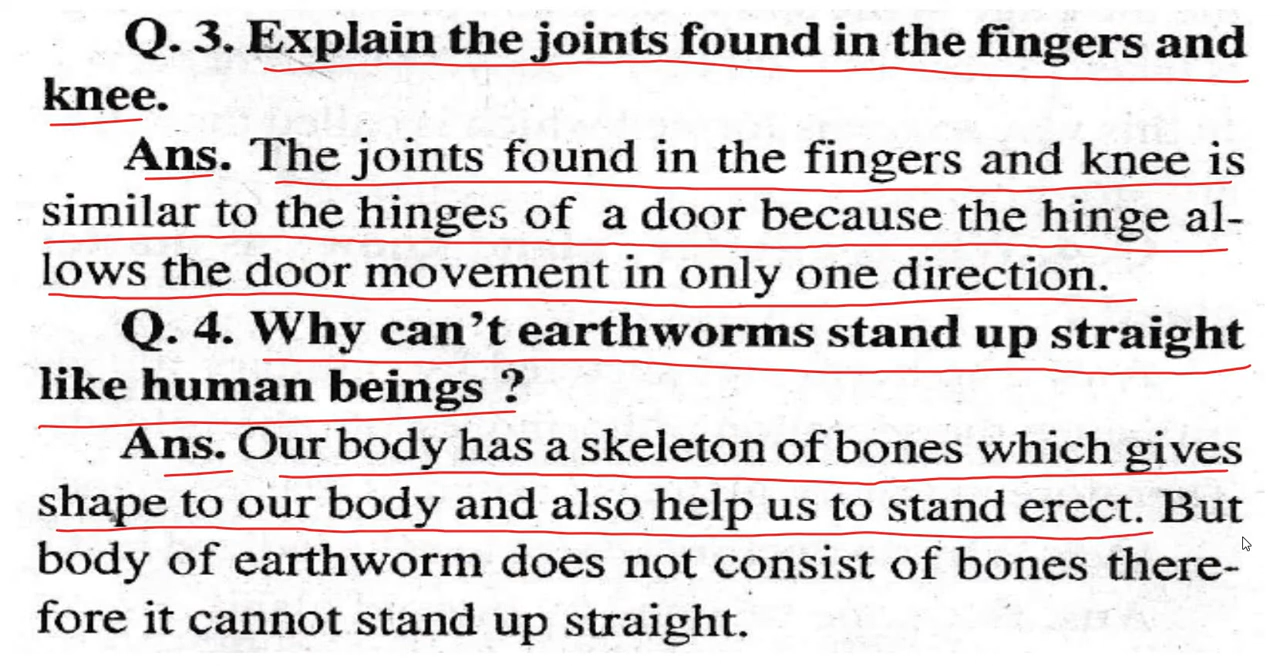 Q. 3. Explain the joints found in the fingers and
knee.
Ans. The joints found in the fingers and knee is
similar to the hinges of a door because the hinge al-
lows the door movement in only one direction.
Q. 4. Why can't earthworms stand up straight
like human beings ?
Ans. Our body has a skeleton of bones which gives
shape to our body and also help us to stand erect. But
body of earthworm does not consist of bones there-
fore it cannot stand up straight.